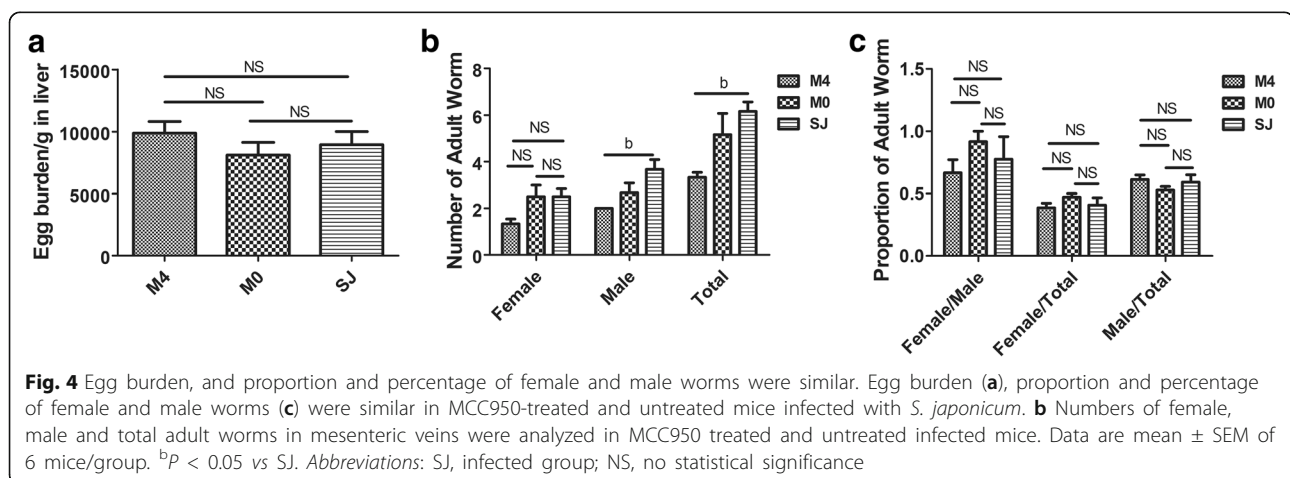 a
Egg burden/g in liver
15000
10000
5000
0
NS
NS
NS
M4
M0
SJ
b
Number of Adult Worm
8
6
4
2
0
NS
NS
NS
b
b
Female
Male
Total
M4
M0
SJ
c
Proportion of Adult Worm
1.5
1.0
0.5
0.0
NS
NS
NS
NS
NS
NS
NS
NS
NS
Female/Male
Female/Total
Male/Total
M4
M0
SJ
Fig. 4 Egg burden, and proportion and percentage of female and male worms were similar. Egg burden (a), proportion and percentage
of female and male worms (c) were similar in MCC950-treated and untreated mice infected with S. japonicum. b Numbers of female,
male and total adult worms in mesenteric veins were analyzed in MCC950 treated and untreated infected mice. Data are mean ± SEM of
6 mice/group. bP < 0.05 vs SJ. Abbreviations: SJ, infected group; NS, no statistical significance